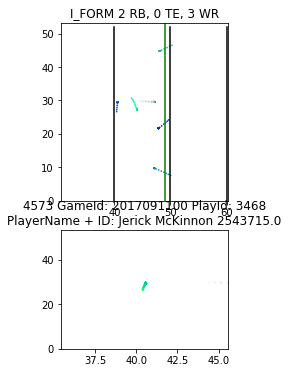 I_FORM 2 RB, 0 TE, 3 WR
50
40
30
20
10
0
40 50 60
4573 GameId: 2017091100 PlayId: 3468
PlayerName + ID: Jerick McKinnon 2543715.0
40
20
0
37.5 40.0 42.5 45.0